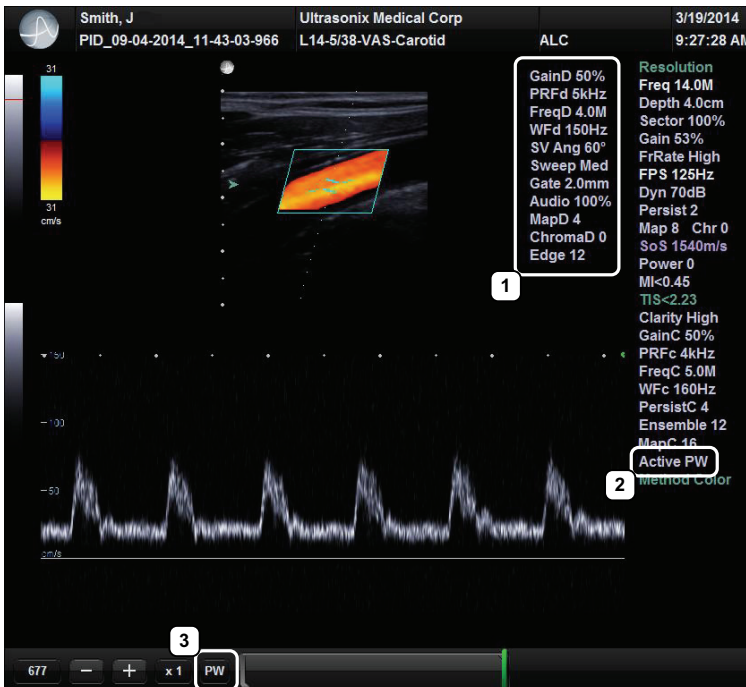 Smith, J
Ultrasonix Medical Corp
3/19/2014
PID_09-04-2014_11-43-03-966
L14-5/38-VAS-Carotid
ALC
9:27:28 AM
31
31
cm/s
GainD 50%
PRFd 5kHz
FreqD 4.0M
WFd 150Hz
SV Ang 60°
Sweep Med
Gate 2.0mm
Audio 100%
MapD 4
ChromaD 0
Edge 12
1
Resolution
Freq 14.0M
Depth 4.0cm
Sector 100%
Gain 53%
FrRate High
FPS 125Hz
Dyn 70dB
Persist 2
Map 8 Chr 0
SoS 1540m/s
Power 0
MI<0.45
TIS<2.23
Clarity High
GainC 50%
PRFc 4kHz
FreqC 5.0M
WFc 160Hz
PersistC 4
Ensemble 12
MapC 16
Active PW
2
Method Color
150
100
50
cm/s
3
677
x 1
PW